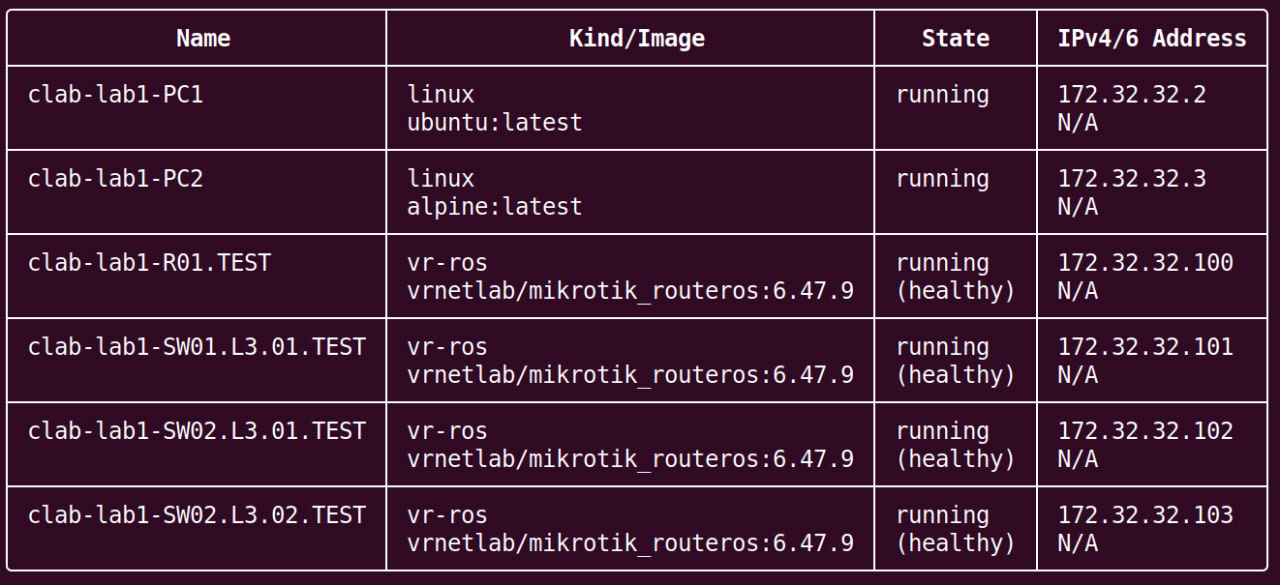 Name Kind/Image State IPv4/6 Address
clab-lab1-PC1 linux running 172.32.32.2
ubuntu:latest N/A
clab-lab1-PC2 linux running 172.32.32.3
alpine:latest N/A
clab-lab1-R01.TEST vr-ros running 172.32.32.100
vrnetlab/mikrotik_routeros:6.47.9 (healthy) N/A
clab-lab1-SW01.L3.01.TEST vr-ros running 172.32.32.101
vrnetlab/mikrotik_routeros:6.47.9 (healthy) N/A
clab-lab1-SW02.L3.01.TEST vr-ros running 172.32.32.102
vrnetlab/mikrotik_routeros:6.47.9 (healthy) N/A
clab-lab1-SW02.L3.02.TEST vr-ros running 172.32.32.103
vrnetlab/mikrotik_routeros:6.47.9 (healthy) N/A